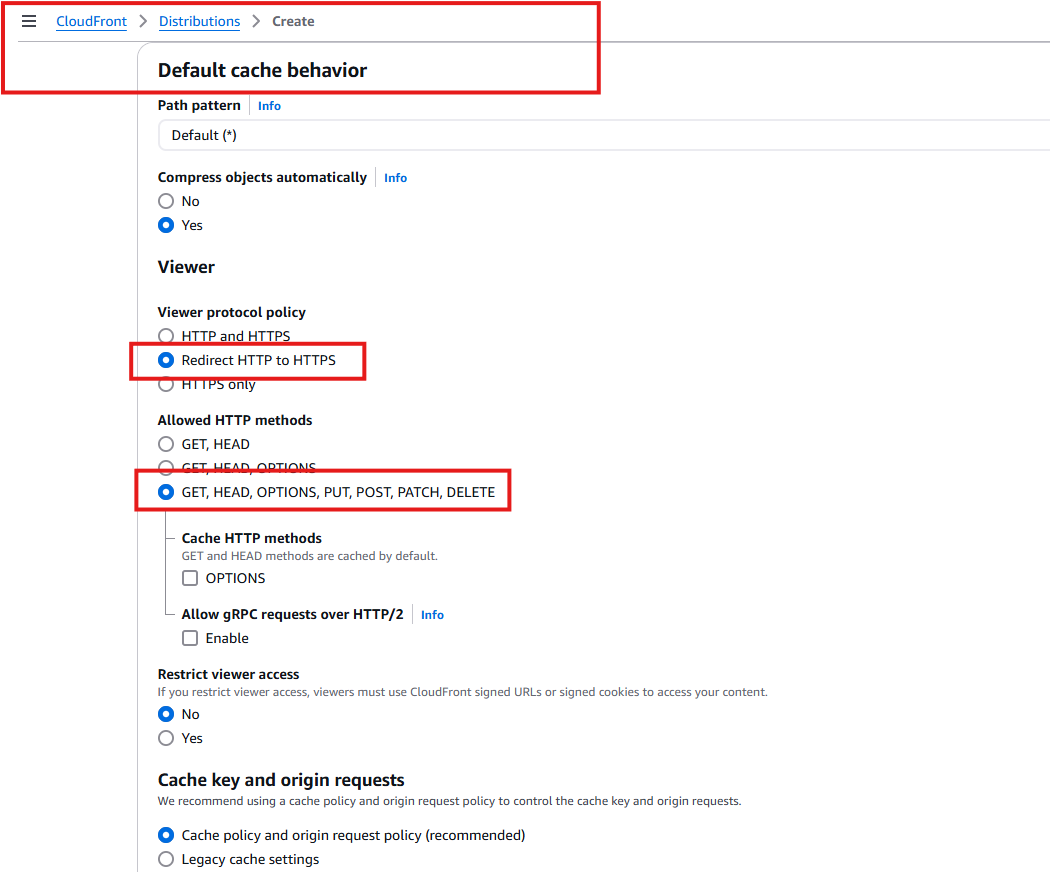 CloudFront > Distributions > Create
Default cache behavior
Path pattern Info
Default (*)
Compress objects automatically Info
No
Yes
Viewer
Viewer protocol policy
HTTP and HTTPS
Redirect HTTP to HTTPS
HTTPS only
Allowed HTTP methods
GET, HEAD
GET, HEAD, OPTIONS
GET, HEAD, OPTIONS, PUT, POST, PATCH, DELETE
Cache HTTP methods
GET and HEAD methods are cached by default.
OPTIONS
Allow gRPC requests over HTTP/2 Info
Enable
Restrict viewer access
If you restrict viewer access, viewers must use CloudFront signed URLs or signed cookies to access your content.
No
Yes
Cache key and origin requests
We recommend using a cache policy and origin request policy to control the cache key and origin requests.
Cache policy and origin request policy (recommended)
Legacy cache settings